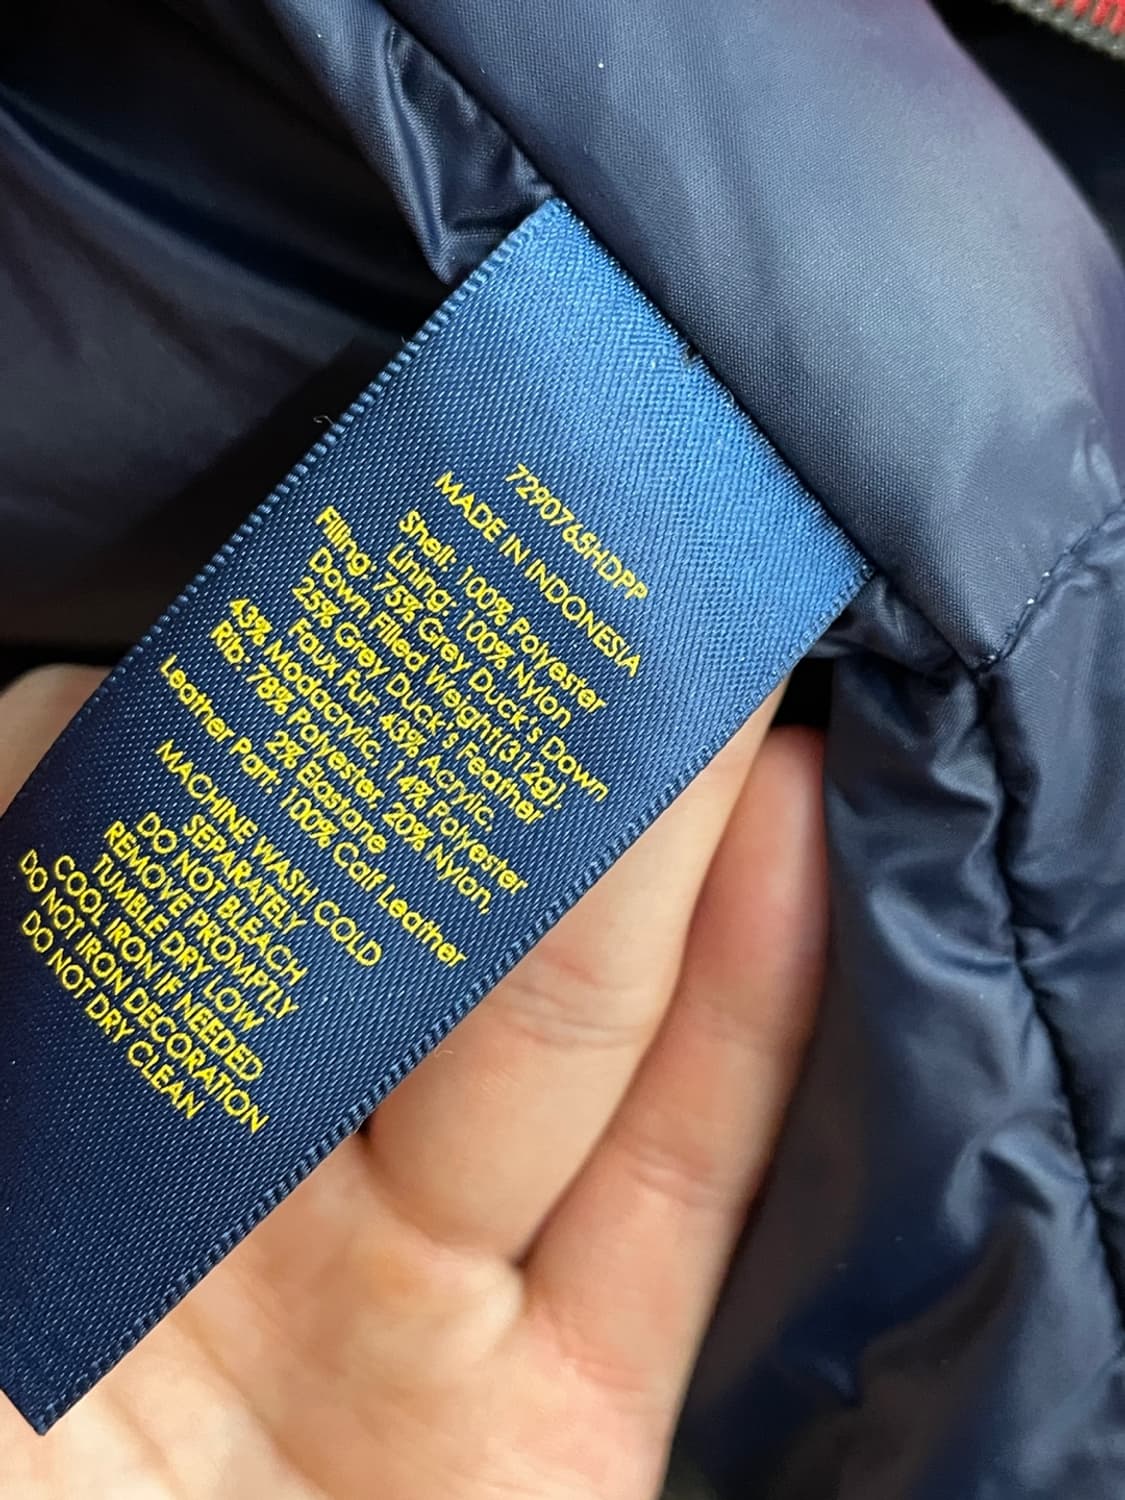 729076SHDPP
MADE IN INDONESIA
Shell: 100% Polyester
Lining: 100% Nylon
Filling: 75% Grey Duck's Down
Down Filled Weight(312g),
25% Grey Duck's Feather
Faux Fur: 43% Acrylic,
43% Modacrylic, 14% Polyester
Rib: 78% Polyester, 20% Nylon,
2% Elastane
Leather Part: 100% Calf Leather
MACHINE WASH COLD
SEPARATELY
DO NOT BLEACH
REMOVE PROMPTLY
TUMBLE DRY LOW
COOL IRON IF NEEDED
DO NOT IRON DECORATION
DO NOT DRY CLEAN